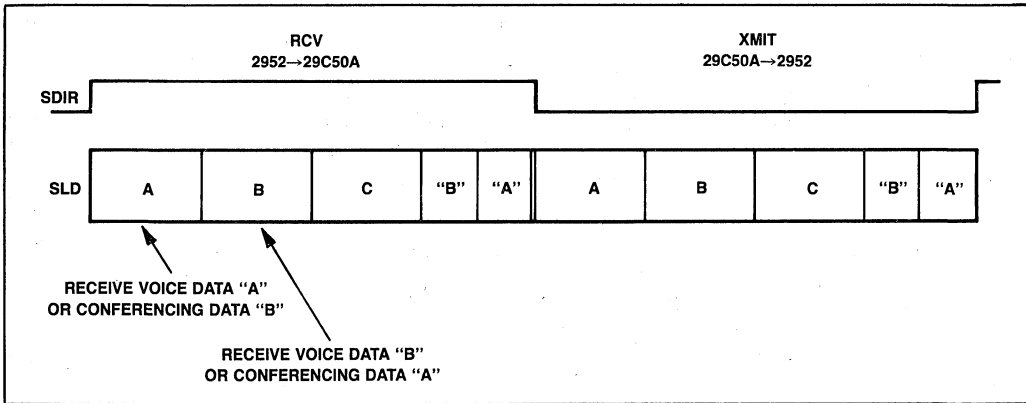 RCV
2952→29C50A
XMIT
29C50A→2952
SDIR
SLD A B C “B” “A” A B C “B” “A”
RECEIVE VOICE DATA “A”
OR CONFERENCING DATA “B”
RECEIVE VOICE DATA “B”
OR CONFERENCING DATA “A”